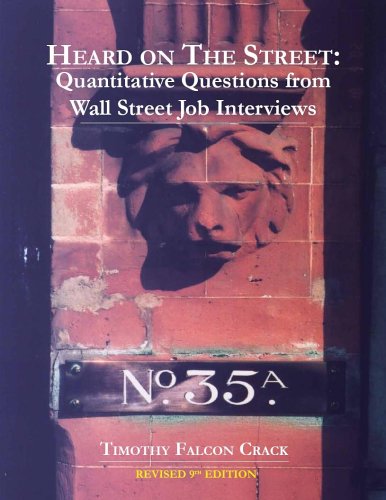 HEARD ON THE STREET:
Quantitative Questions from
Wall Street Job Interviews
No. 35A.
TIMOTHY FALCON CRACK
REVISED 9TH EDITION